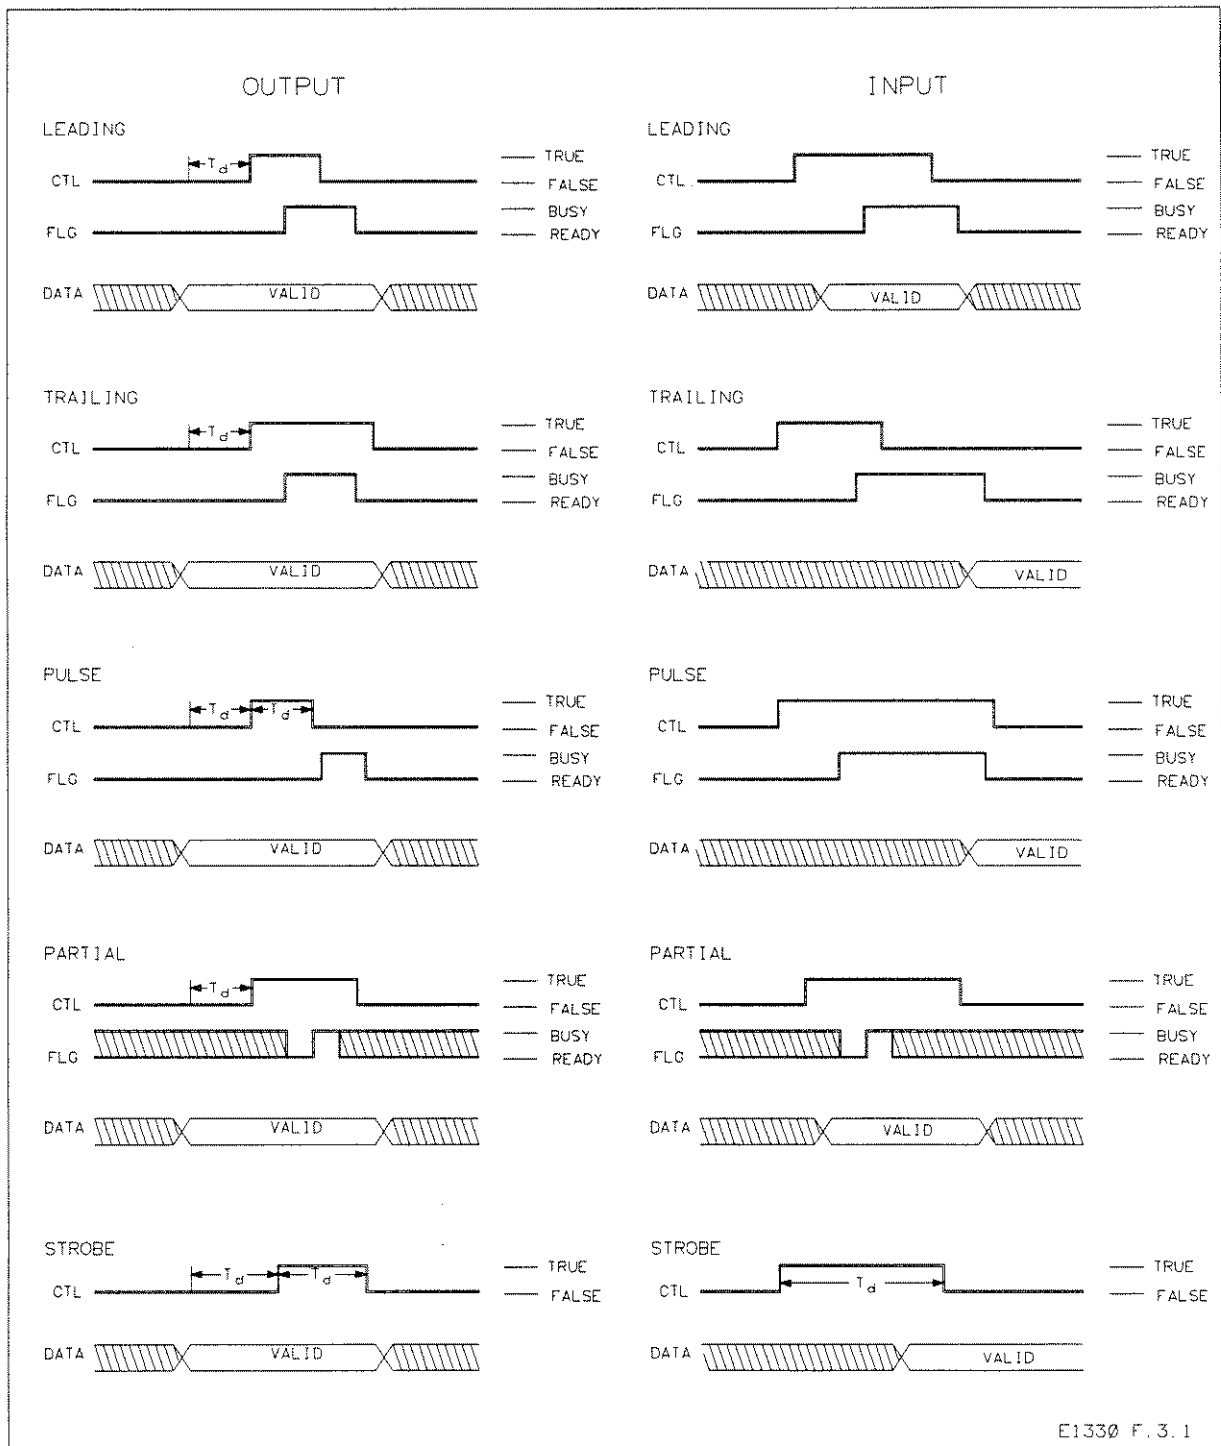 OUTPUT
LEADING
T d
CTL
TRUE
FALSE
FLG
BUSY
READY
DATA
VALID
TRAILING
T d
CTL
TRUE
FALSE
FLG
BUSY
READY
DATA
VALID
PULSE
T d
T d
CTL
TRUE
FALSE
FLG
BUSY
READY
DATA
VALID
PARTIAL
T d
CTL
TRUE
FALSE
FLG
BUSY
READY
DATA
VALID
STROBE
T d
T d
CTL
TRUE
FALSE
DATA
VALID
INPUT
LEADING
CTL
TRUE
FALSE
FLG
BUSY
READY
DATA
VALID
TRAILING
CTL
TRUE
FALSE
FLG
BUSY
READY
DATA
VALID
PULSE
CTL
TRUE
FALSE
FLG
BUSY
READY
DATA
VALID
PARTIAL
CTL
TRUE
FALSE
FLG
BUSY
READY
DATA
VALID
STROBE
T d
CTL
TRUE
FALSE
DATA
VALID
E1330 F.3.1